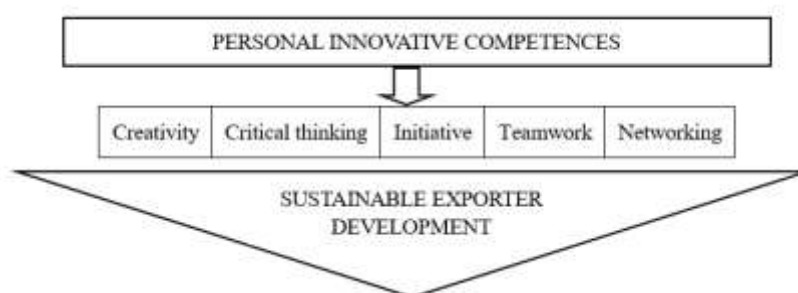 PERSONAL INNOVATIVE COMPETENCES
Creativity Critical thinking Initiative Teamwork Networking
SUSTAINABLE EXPORTER
DEVELOPMENT